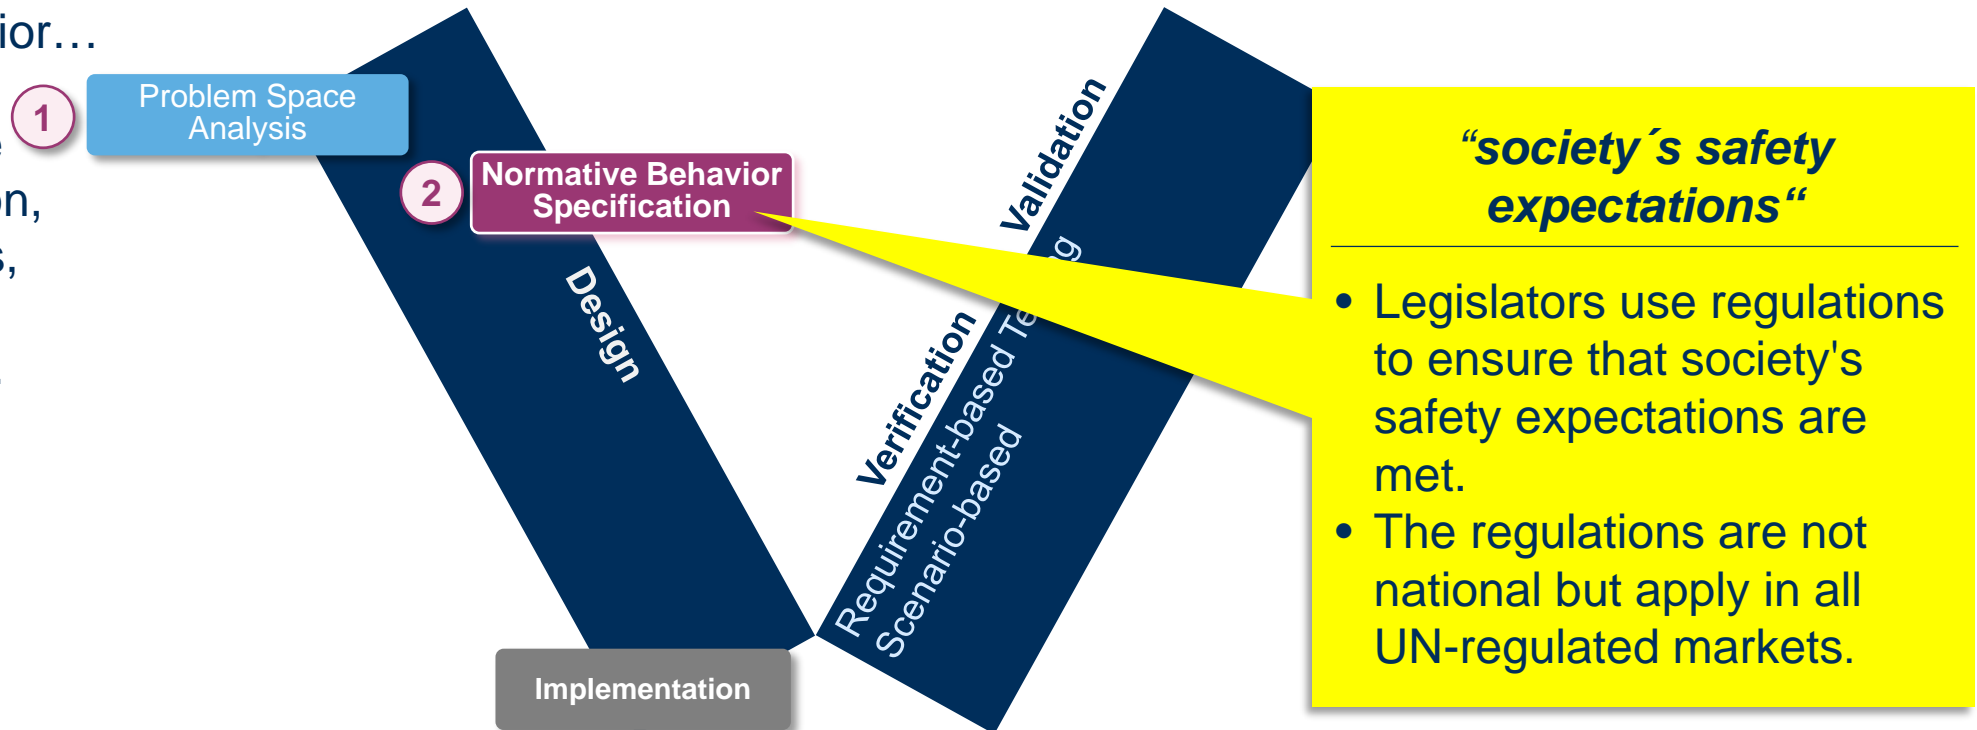 ior…
1
Problem Space
Analysis
on,
s,
2
Normative Behavior
Specification
Design
Implementation
Verification
Validation
Requirement-based
Scenario-based
“society´s safety
expectations“
• Legislators use regulations
to ensure that society's
safety expectations are
met.
• The regulations are not
national but apply in all
UN-regulated markets.